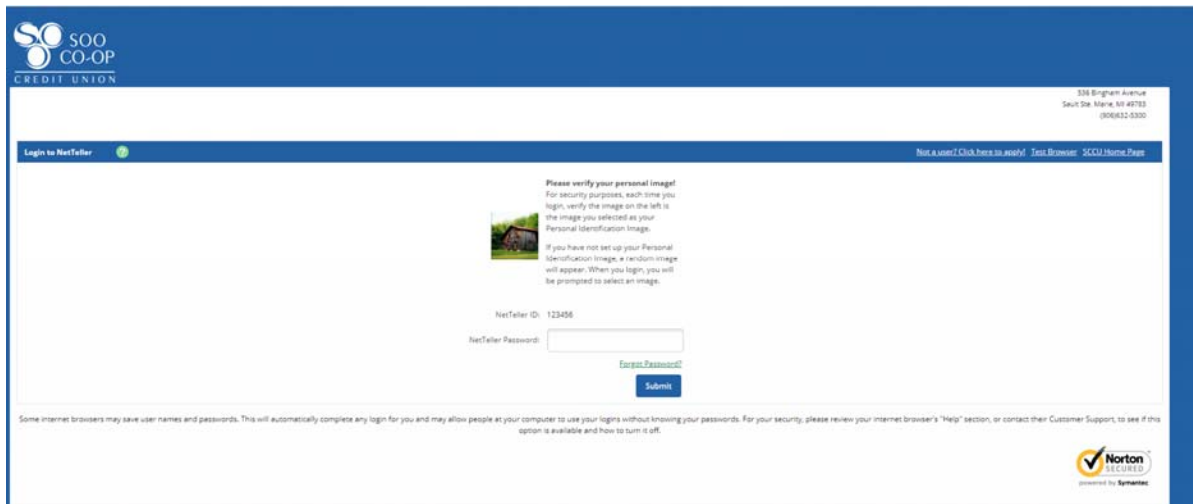 SOO
CO-OP
CREDIT UNION
536 Bingham Avenue
Sault Ste. Marie, MI 49783
(906)632-5300
Login to NetTeller ?
Not a user? Click here to apply! Test Browser SCCU Home Page
Please verify your personal image!
For security purposes, each time you
login, verify the image on the left is
the image you selected as your
Personal Identification Image.
If you have not set up your Personal
Identification Image, a random image
will appear. When you login, you will
be prompted to select an image.
NetTeller ID: 123456
NetTeller Password:
Forgot Password?
Submit
Some internet browsers may save user names and passwords. This will automatically complete any login for you and may allow people at your computer to use your logins without knowing your passwords. For your security, please review your internet browser's "Help" section, or contact their Customer Support, to see if this
option is available and how to turn it off.
Norton
SECURED
powered by Symantec